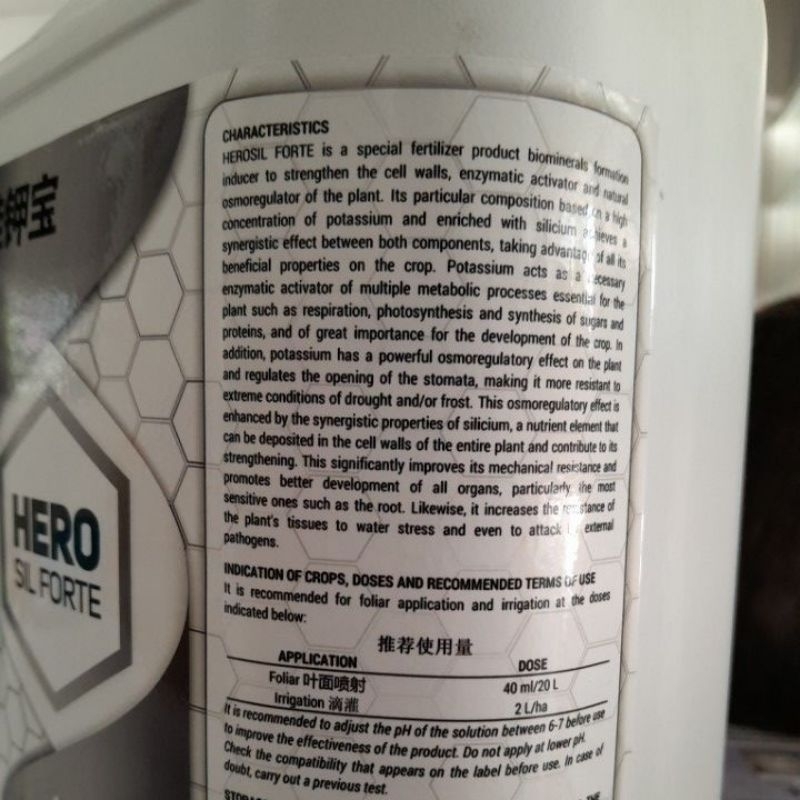 钾宝
HERO
SIL FORTE
CHARACTERISTICS
HEROSIL FORTE is a special fertilizer product biominerals formation
inducer to strengthen the cell walls, enzymatic activator and natural
osmoregulator of the plant. Its particular composition based on a high
concentration of potassium and enriched with silicium achieves a
synergistic effect between both components, taking advantage of all its
beneficial properties on the crop. Potassium acts as a necessary
enzymatic activator of multiple metabolic processes essential for the
plant such as respiration, photosynthesis and synthesis of sugars and
proteins, and of great importance for the development of the crop. In
addition, potassium has a powerful osmoregulatory effect on the plant
and regulates the opening of the stomata, making it more resistant to
extreme conditions of drought and/or frost. This osmoregulatory effect is
enhanced by the synergistic properties of silicium, a nutrient element that
can be deposited in the cell walls of the entire plant and contribute to its
strengthening. This significantly improves its mechanical resistance and
promotes better development of all organs, particularly the most
sensitive ones such as the root. Likewise, it increases the resistance of
the plant's tissues to water stress and even to attack external
pathogens.
INDICATION OF CROPS, DOSES AND RECOMMENDED TERMS OF USE
It is recommended for foliar application and irrigation at the doses
indicated below:
推荐使用量
APPLICATION DOSE
Foliar 叶面喷射 40 ml/20 L
Irrigation 滴灌 2 L/ha
It is recommended to adjust the pH of the solution between 6-7 before use
to improve the effectiveness of the product. Do not apply at lower pH.
Check the compatibility that appears on the label before use. In case of
doubt, carry out a previous test.
THE